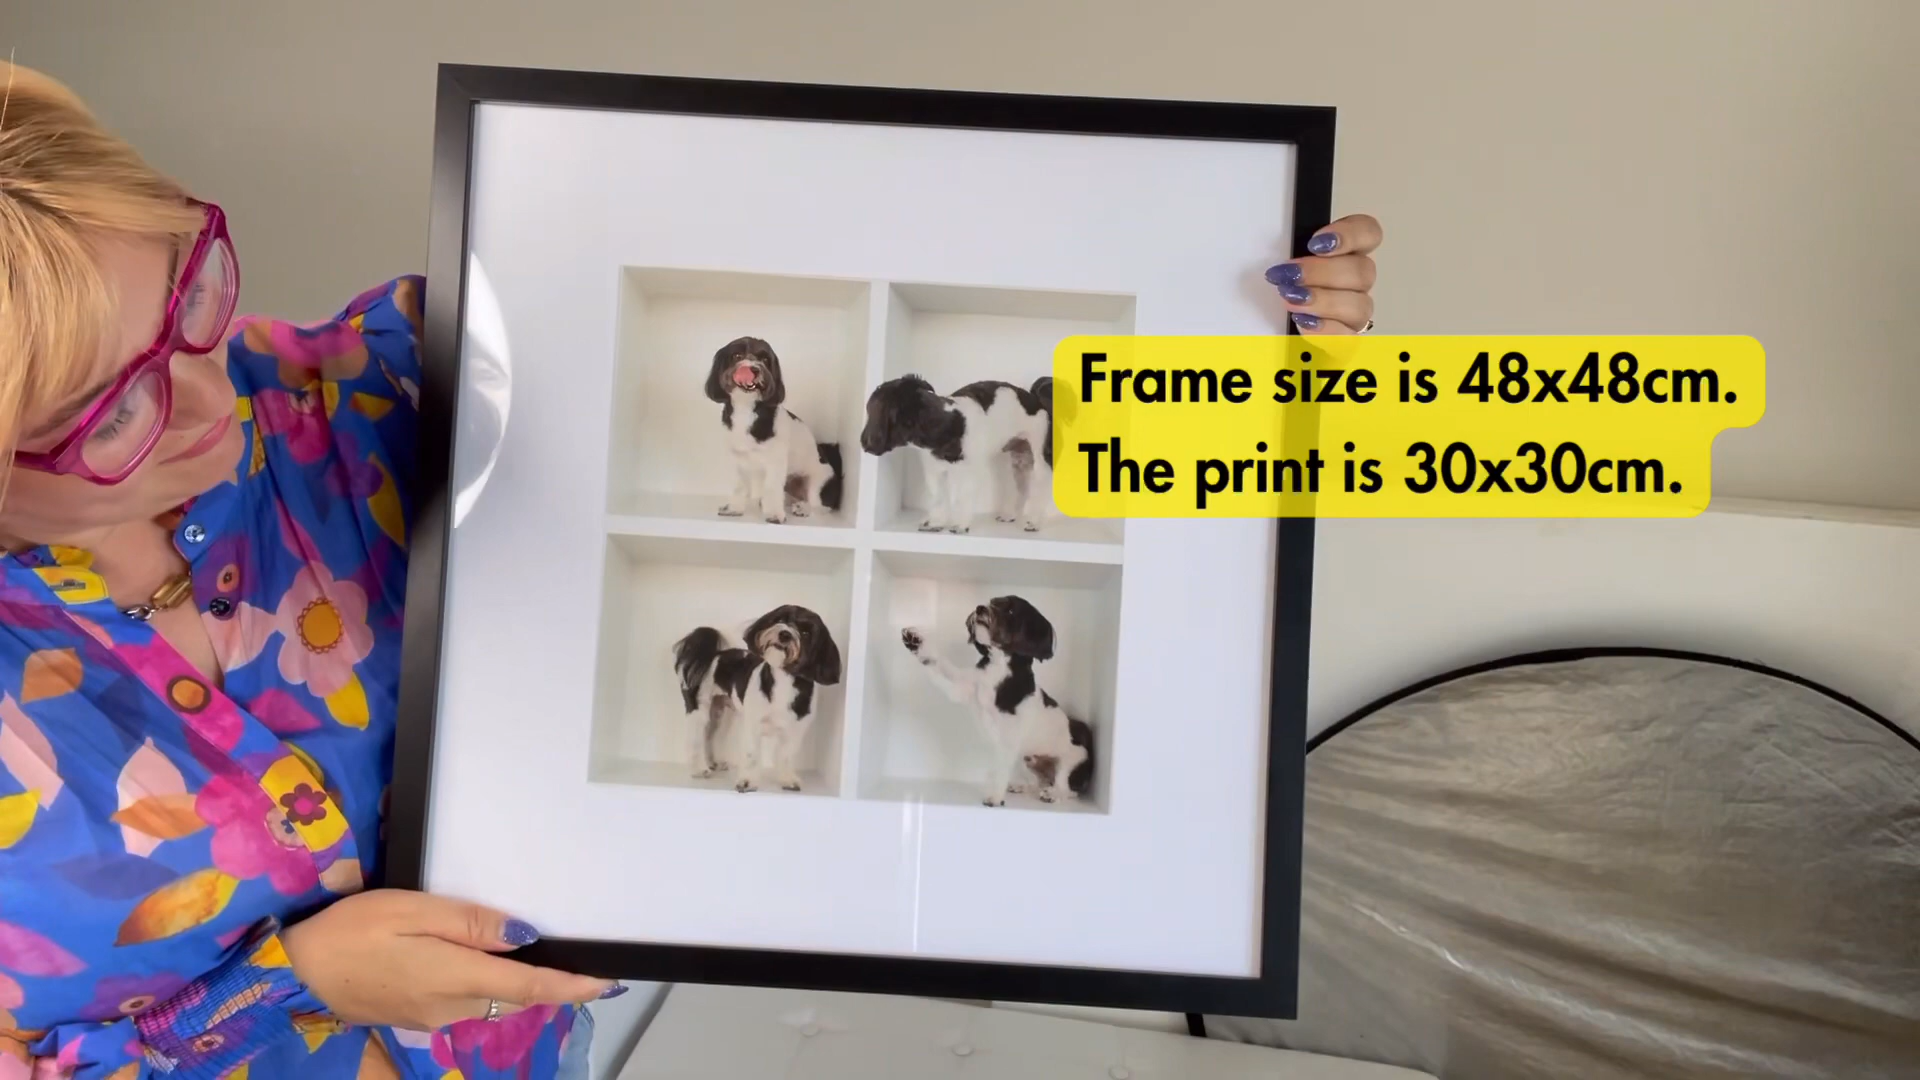 Frame size is 48x48cm.
The print is 30x30cm.